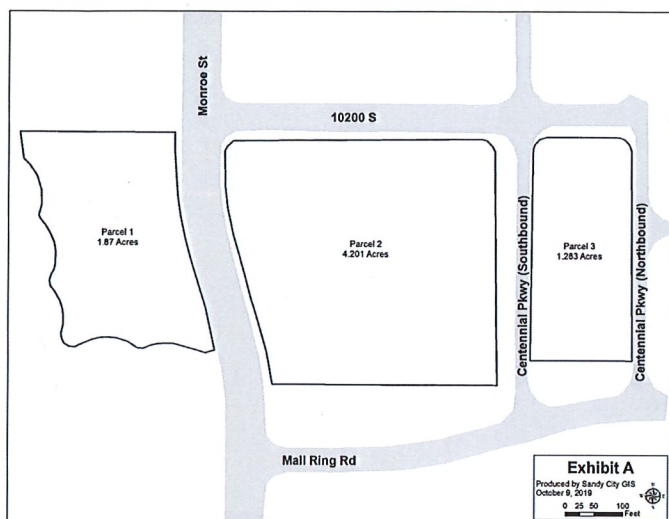 Monroe St
10200 S
Parcel 1
1.87 Acres
Parcel 2
4.201 Acres
Parcel 3
1.283 Acres
Centennial Pkwy (Southbound)
Centennial Pkwy (Northbound)
Mall Ring Rd
Exhibit A
Produced by Sandy City GIS
October 9, 2019
0 25 50 100
Feet